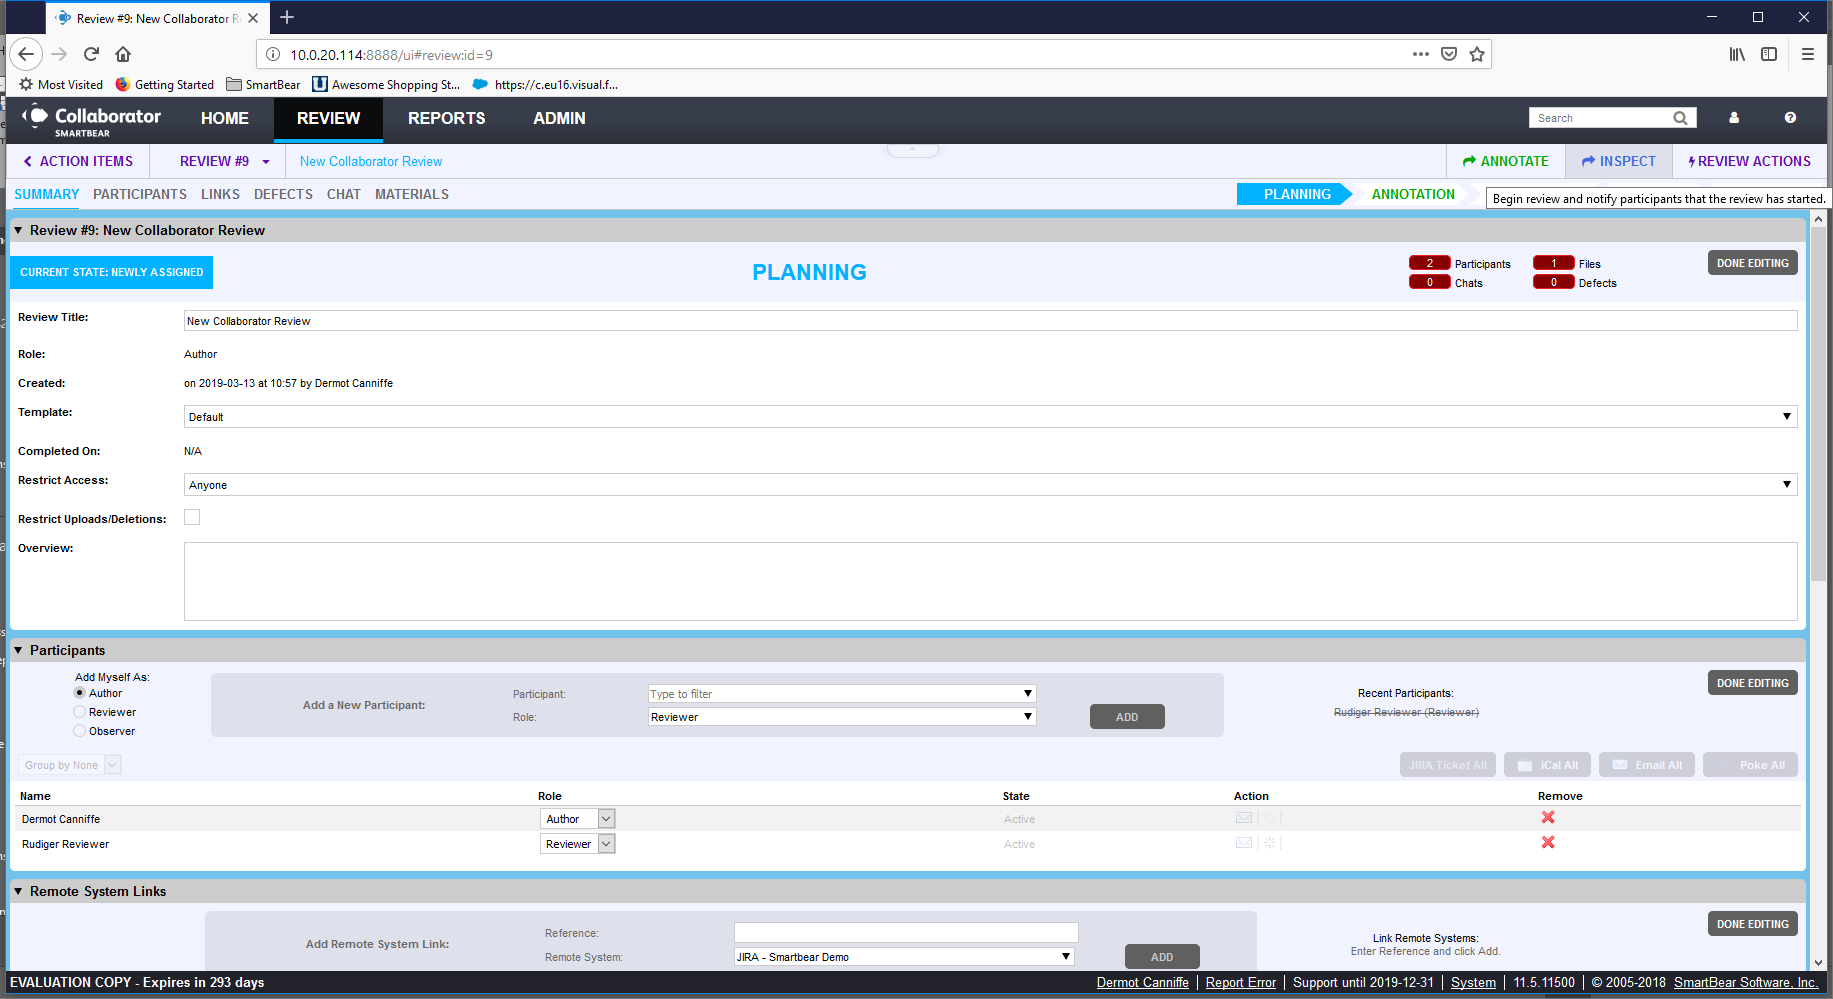 Review #9: New Collaborator R
10.0.20.114:8888/ui#review:id=9
Most Visited Getting Started SmartBear Awesome Shopping St... https://c.eu16.visual.f...
Collaborator
SMARTBEAR
HOME REVIEW REPORTS ADMIN
Search
ACTION ITEMS REVIEW #9 New Collaborator Review
ANNOTATE INSPECT REVIEW ACTIONS
SUMMARY PARTICIPANTS LINKS DEFECTS CHAT MATERIALS
PLANNING ANNOTATION
Begin review and notify participants that the review has started.
Review #9: New Collaborator Review
CURRENT STATE: NEWLY ASSIGNED
PLANNING
2 Participants 1 Files
0 Chats 0 Defects
DONE EDITING
Review Title: New Collaborator Review
Role: Author
Created: on 2019-03-13 at 10:57 by Dermot Canniffe
Template: Default
Completed On: N/A
Restrict Access: Anyone
Restrict Uploads/Deletions:
Overview:
Participants
Add Myself As:
Author
Reviewer
Observer
Add a New Participant:
Participant: Type to filter
Role: Reviewer
ADD
Recent Participants:
Rudiger Reviewer (Reviewer)
DONE EDITING
Group by None
JIRA Ticket All iCal All Email All Poke All
Name Role State Action Remove
Dermot Canniffe Author Active
Rudiger Reviewer Reviewer Active
Remote System Links
Add Remote System Link:
Reference:
Remote System: JIRA - Smartbear Demo
ADD
Link Remote Systems:
Enter Reference and click Add.
DONE EDITING
EVALUATION COPY - Expires in 293 days
Dermot Canniffe | Report Error | Support until 2019-12-31 | System | 11.5.11500 | © 2005-2018 SmartBear Software, Inc.